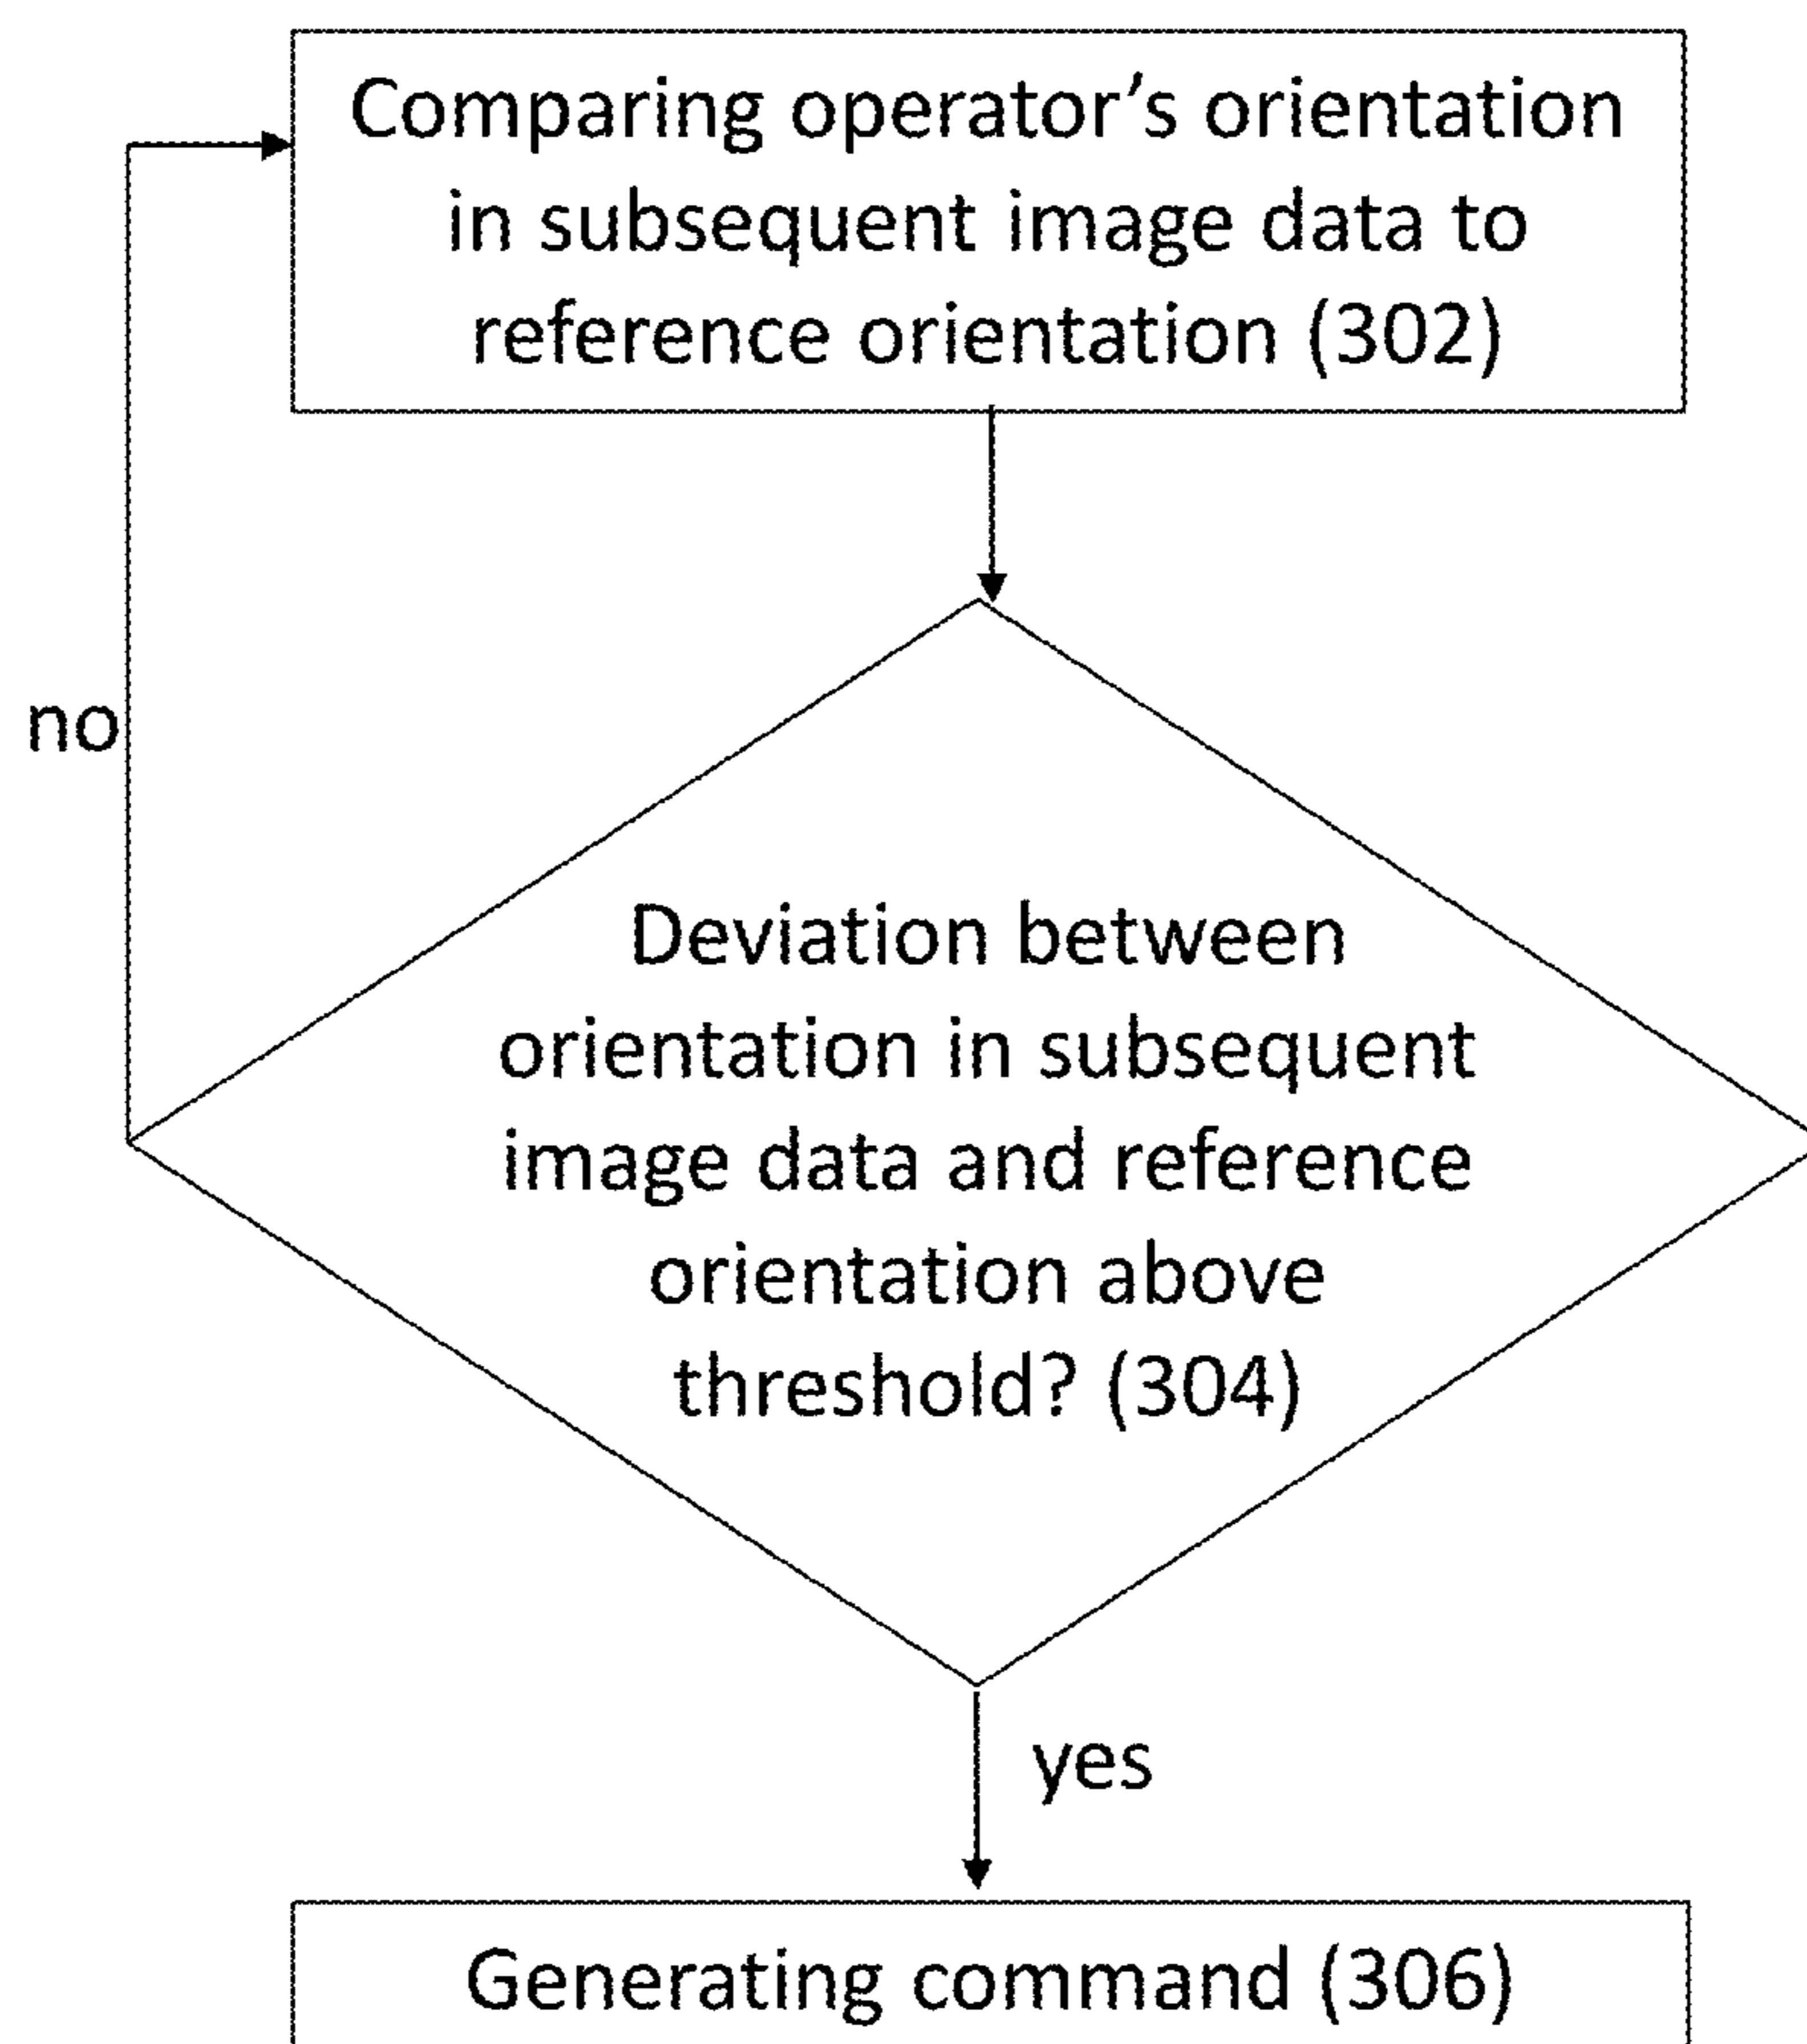 Comparing operator’s orientation
in subsequent image data to
reference orientation (302)
no
Deviation between
orientation in subsequent
image data and reference
orientation above
threshold? (304)
yes
Generating command (306)